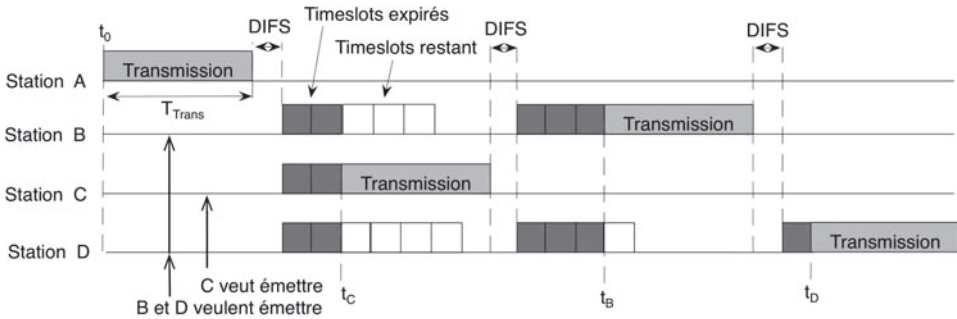 Timeslots expirés
t0
DIFS
DIFS
DIFS
Timeslots restant
Station A
Transmission
TTrans
Station B
Transmission
Station C
Transmission
Station D
Transmission
C veut émettre
B et D veulent émettre
tC
tB
tD